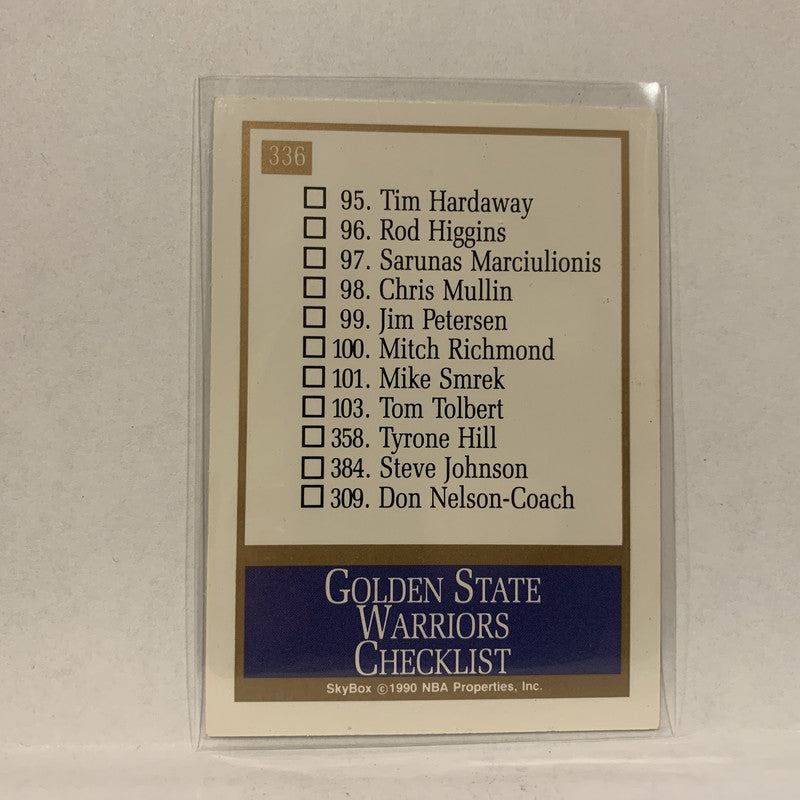 336
95. Tim Hardaway
96. Rod Higgins
97. Sarunas Marciulionis
98. Chris Mullin
99. Jim Petersen
100. Mitch Richmond
101. Mike Smrek
103. Tom Tolbert
358. Tyrone Hill
384. Steve Johnson
309. Don Nelson-Coach
GOLDEN STATE
WARRIORS
CHECKLIST
SkyBox ©1990 NBA Properties, Inc.